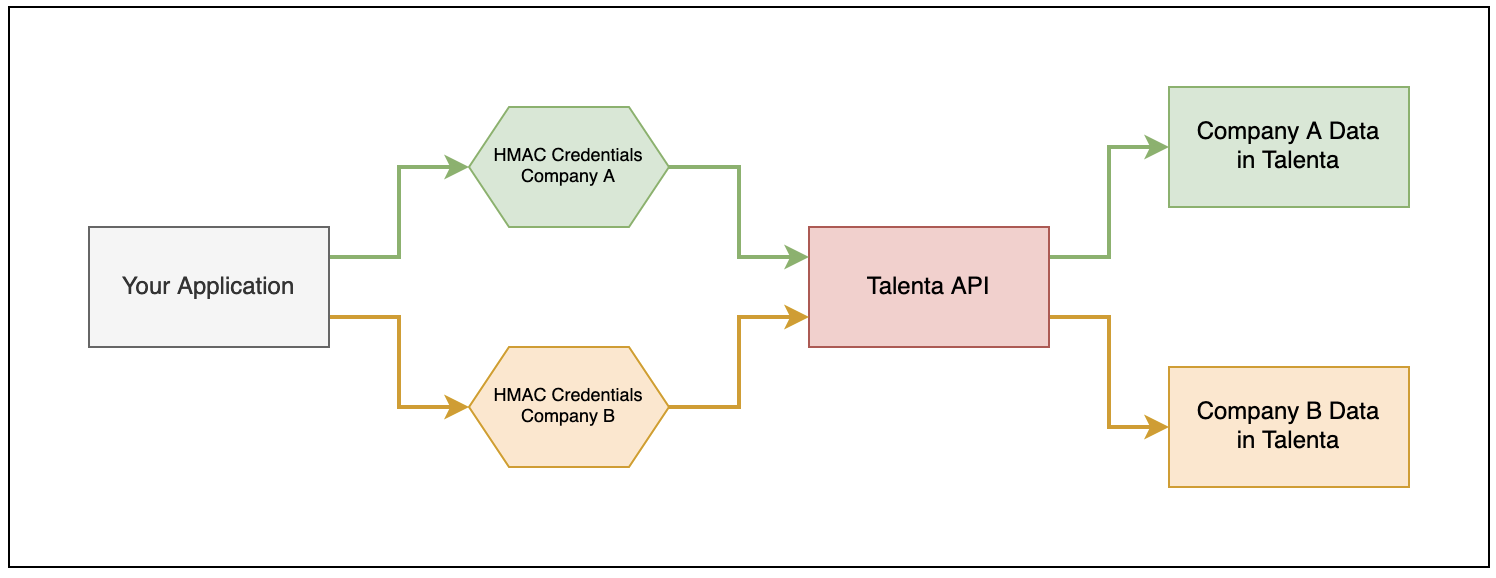 HMAC Credentials
Company A
Company A Data
in Talenta
Your Application
Talenta API
HMAC Credentials
Company B
Company B Data
in Talenta